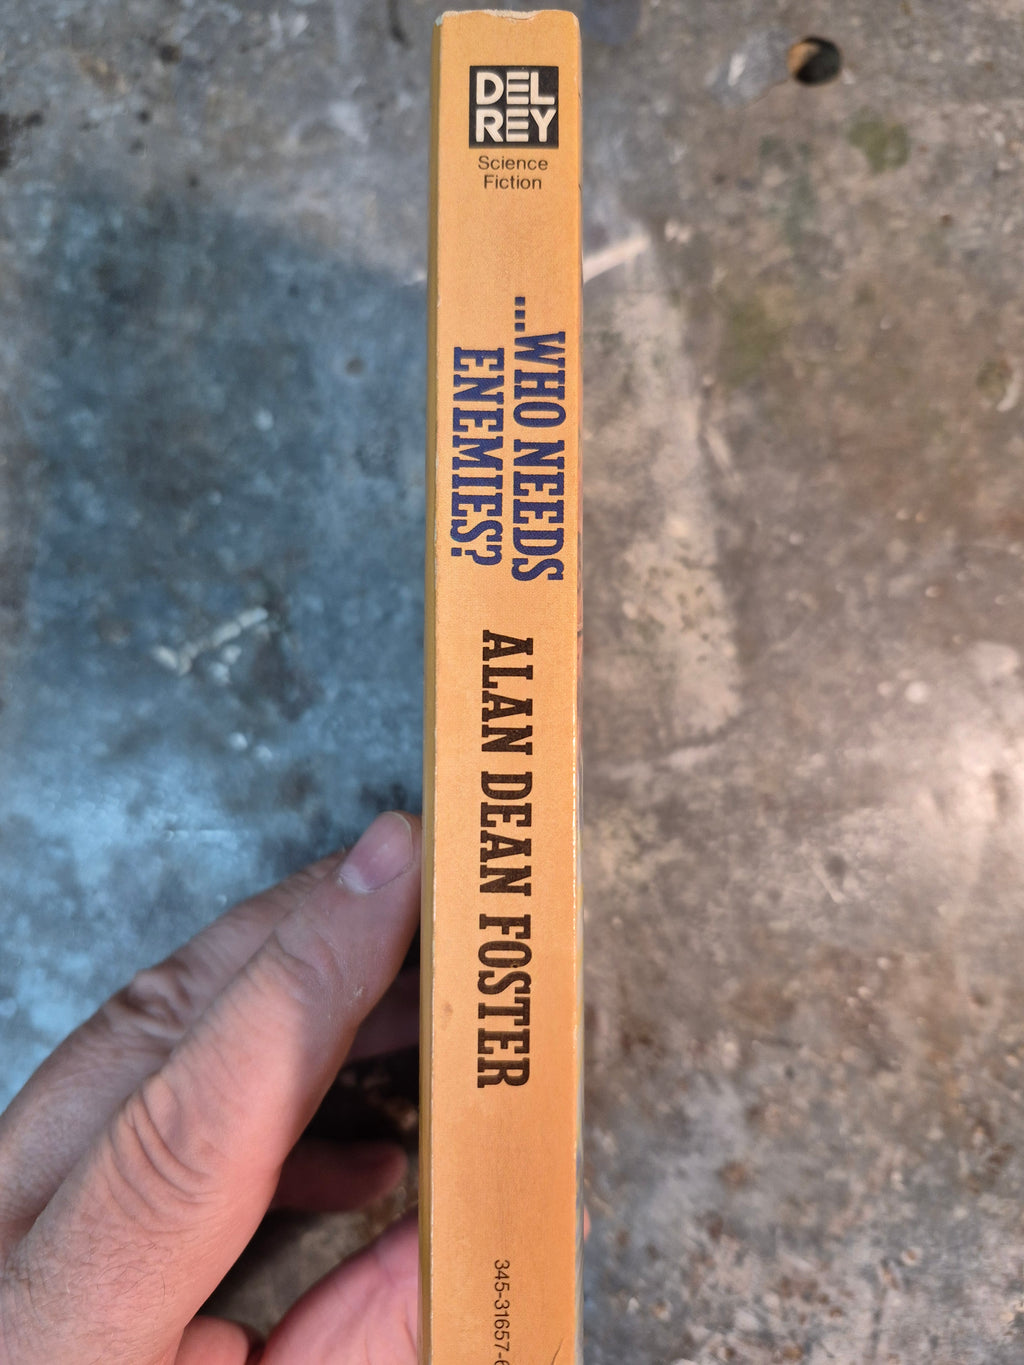 DEL
REY
Science
Fiction
...WHO NEEDS
ENEMIES?
ALAN DEAN FOSTER
345-31657-6